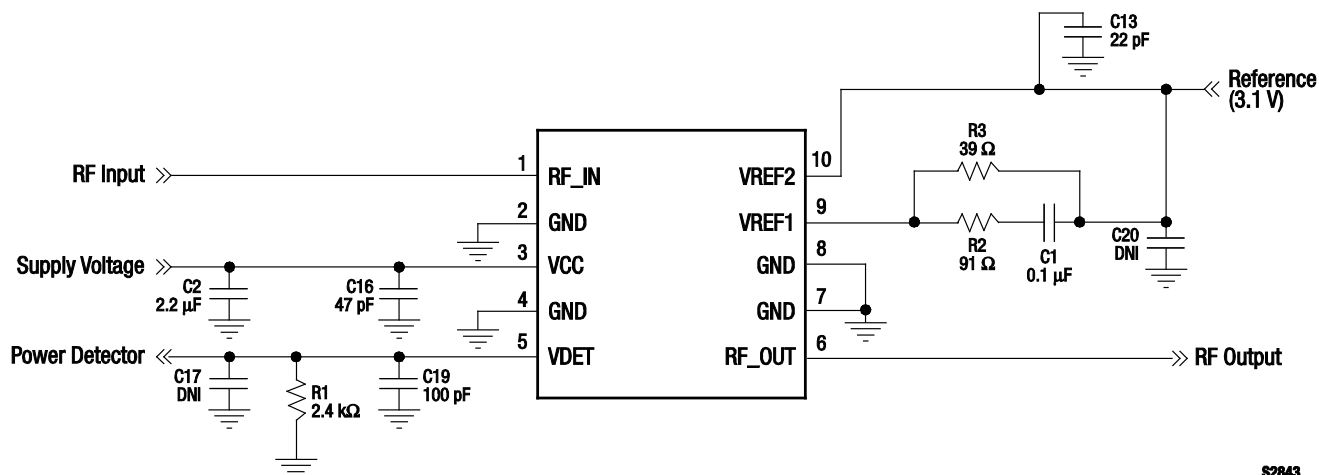 C13
22 pF
Reference
(3.1 V)
R3
39 Ω
RF Input
1
RF_IN
VREF2
10
2
GND
VREF1
9
R2
91 Ω
C1
0.1 µF
C20
DNI
Supply Voltage
3
VCC
GND
8
C2
2.2 µF
C16
47 pF
4
GND
GND
7
Power Detector
5
VDET
RF_OUT
6
RF Output
C17
DNI
R1
2.4 kΩ
C19
100 pF
S2843